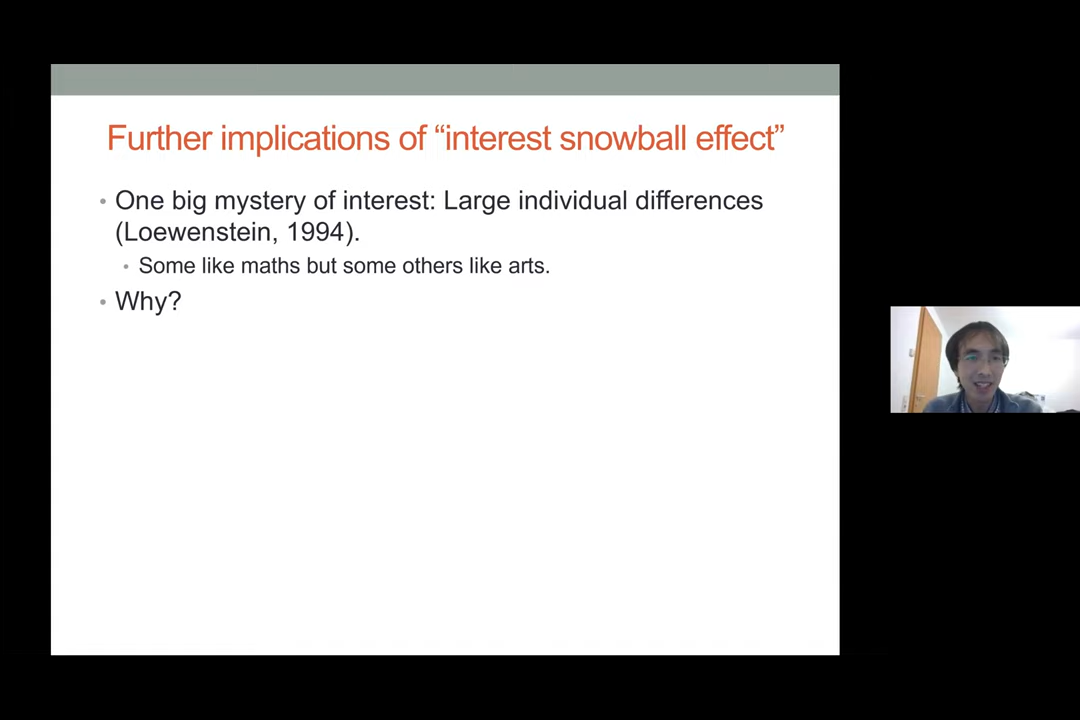 Further implications of “interest snowball effect”
• One big mystery of interest: Large individual differences
(Loewenstein, 1994).
• Some like maths but some others like arts.
• Why?